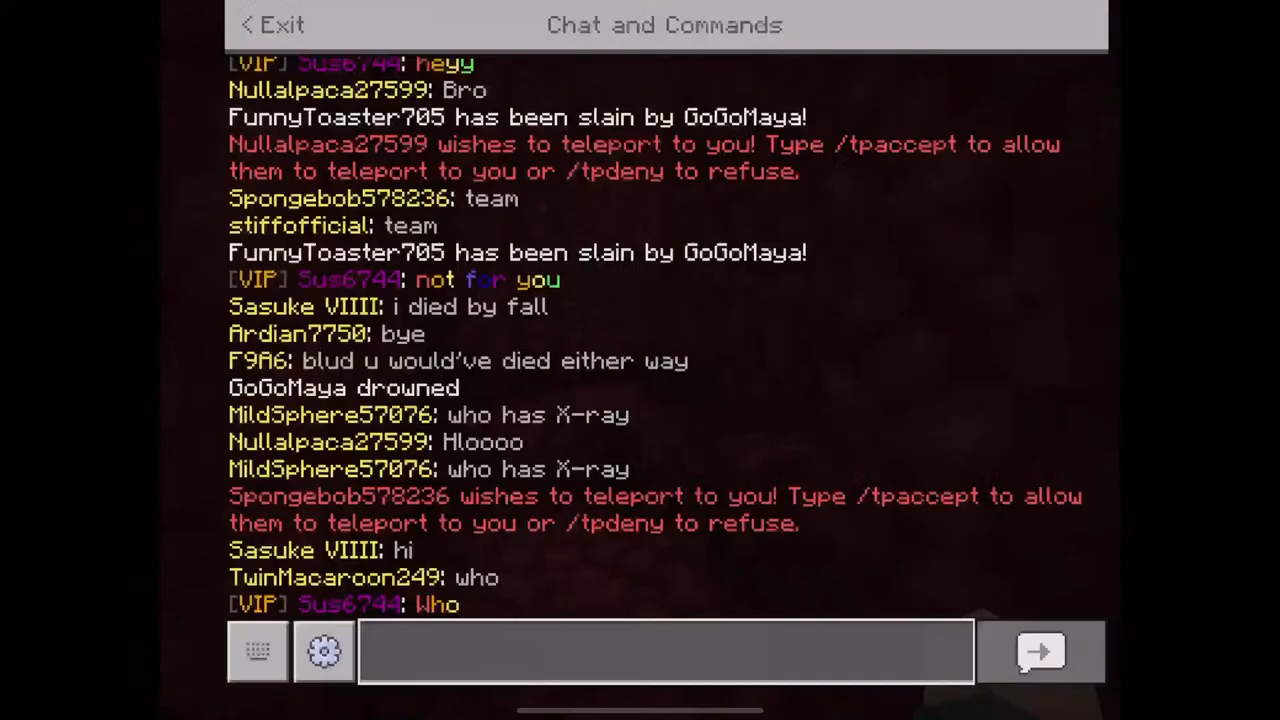 < Exit
Chat and Commands
[VIP] Sus6744: heyy
Nullalpaca27599: Bro
FunnyToaster705 has been slain by GoGoMaya!
Nullalpaca27599 wishes to teleport to you! Type /tpaccept to allow
them to teleport to you or /tpdeny to refuse.
Spongebob578236: team
stiffofficial: team
FunnyToaster705 has been slain by GoGoMaya!
[VIP] Sus6744: not for you
Sasuke VIIII: i died by fall
Ardian7750: bye
F9A6: blud u would've died either way
GoGoMaya drowned
MildSphere57076: who has X-ray
Nullalpaca27599: Hloooo
MildSphere57076: who has X-ray
Spongebob578236 wishes to teleport to you! Type /tpaccept to allow
them to teleport to you or /tpdeny to refuse.
Sasuke VIIII: hi
TwinMacaroon249: who
[VIP] Sus6744: Who